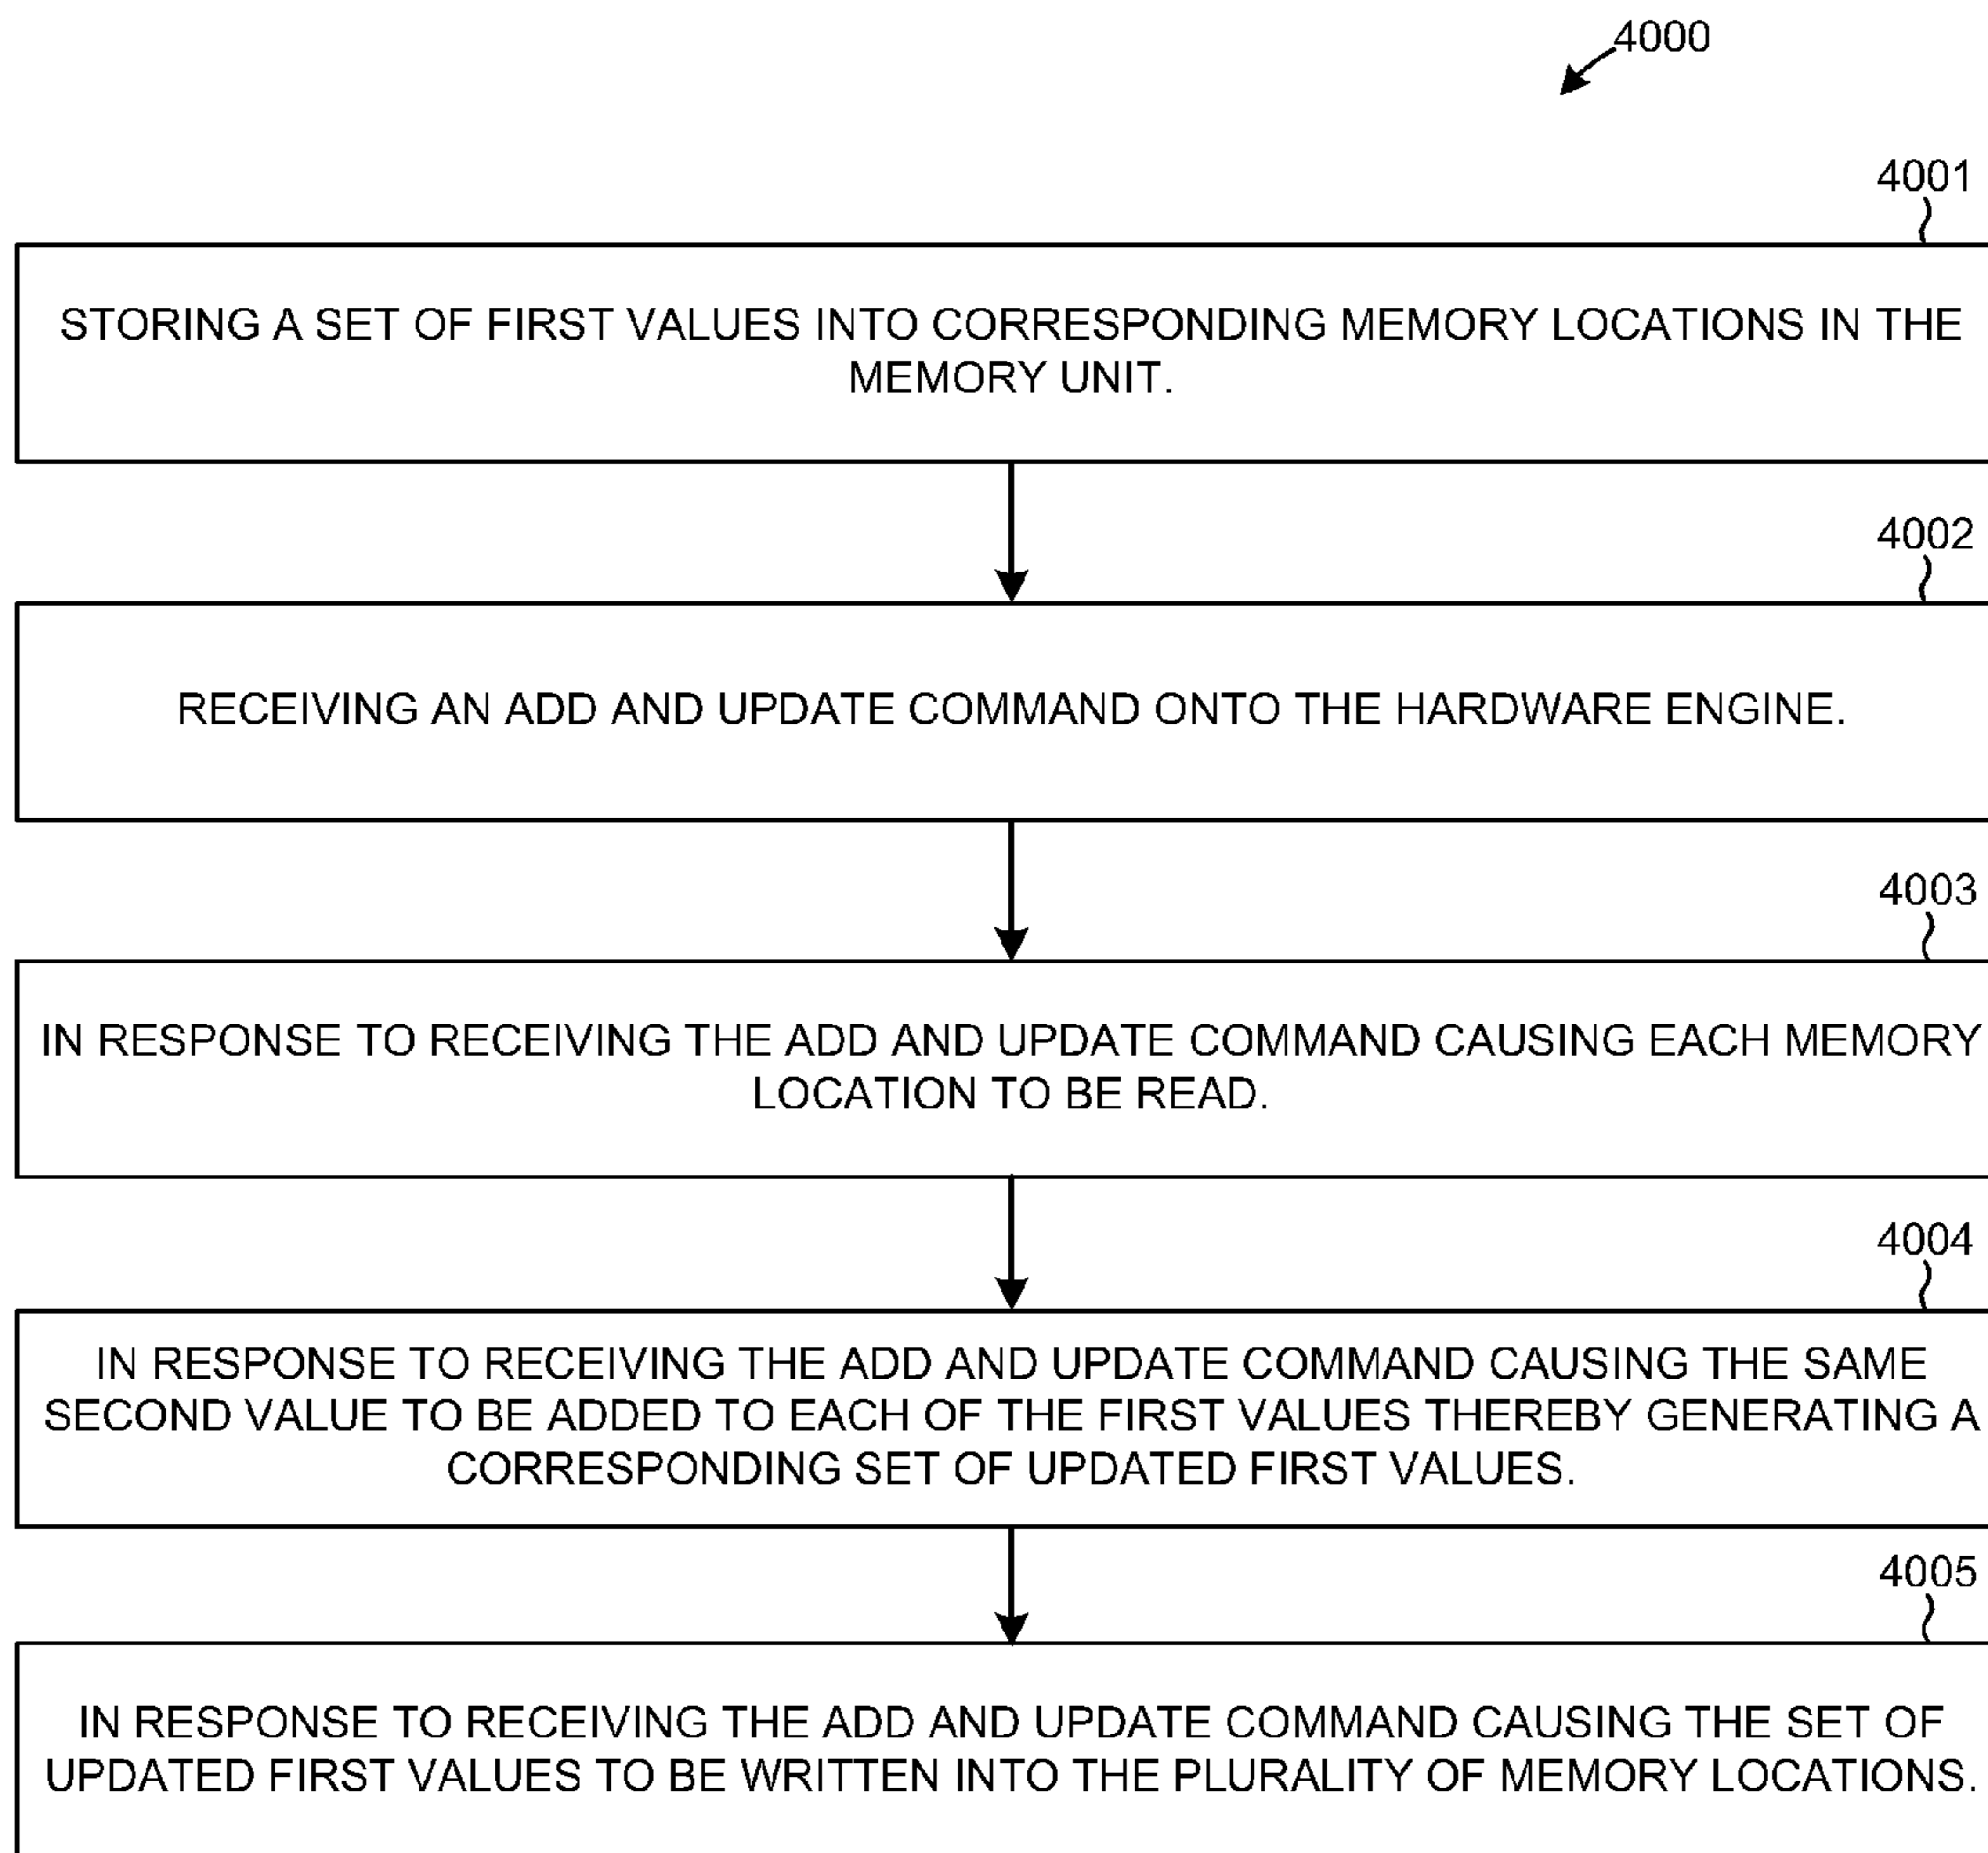 4000
4001
STORING A SET OF FIRST VALUES INTO CORRESPONDING MEMORY LOCATIONS IN THE
MEMORY UNIT.
4002
RECEIVING AN ADD AND UPDATE COMMAND ONTO THE HARDWARE ENGINE.
4003
IN RESPONSE TO RECEIVING THE ADD AND UPDATE COMMAND CAUSING EACH MEMORY
LOCATION TO BE READ.
4004
IN RESPONSE TO RECEIVING THE ADD AND UPDATE COMMAND CAUSING THE SAME
SECOND VALUE TO BE ADDED TO EACH OF THE FIRST VALUES THEREBY GENERATING A
CORRESPONDING SET OF UPDATED FIRST VALUES.
4005
IN RESPONSE TO RECEIVING THE ADD AND UPDATE COMMAND CAUSING THE SET OF
UPDATED FIRST VALUES TO BE WRITTEN INTO THE PLURALITY OF MEMORY LOCATIONS.